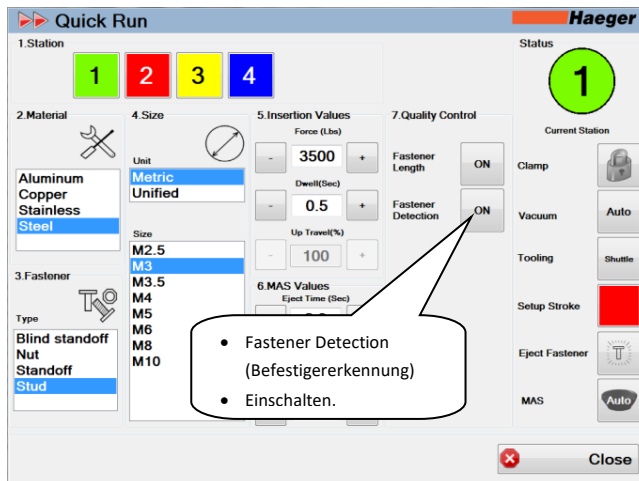 Quick Run
Haeger
1.Station
1
2
3
4
Status
1
Current Station
2.Material
Aluminum
Copper
Stainless
Steel
3.Fastener
Type
Blind standoff
Nut
Standoff
Stud
4.Size
Unit
Metric
Unified
Size
M2.5
M3
M3.5
M4
M5
M6
M8
M10
5.Insertion Values
Force (Lbs)
- 3500 +
Dwell(Sec)
- 0.5 +
Up Travel(%)
- 100 +
6.MAS Values
Eject Time (Sec)
7.Quality Control
Fastener
Length
ON
Fastener
Detection
ON
• Fastener Detection
(Befestigererkennung)
• Einschalten.
Clamp
Vacuum
Auto
Tooling
Shuttle
Setup Stroke
Eject Fastener
MAS
Auto
Close